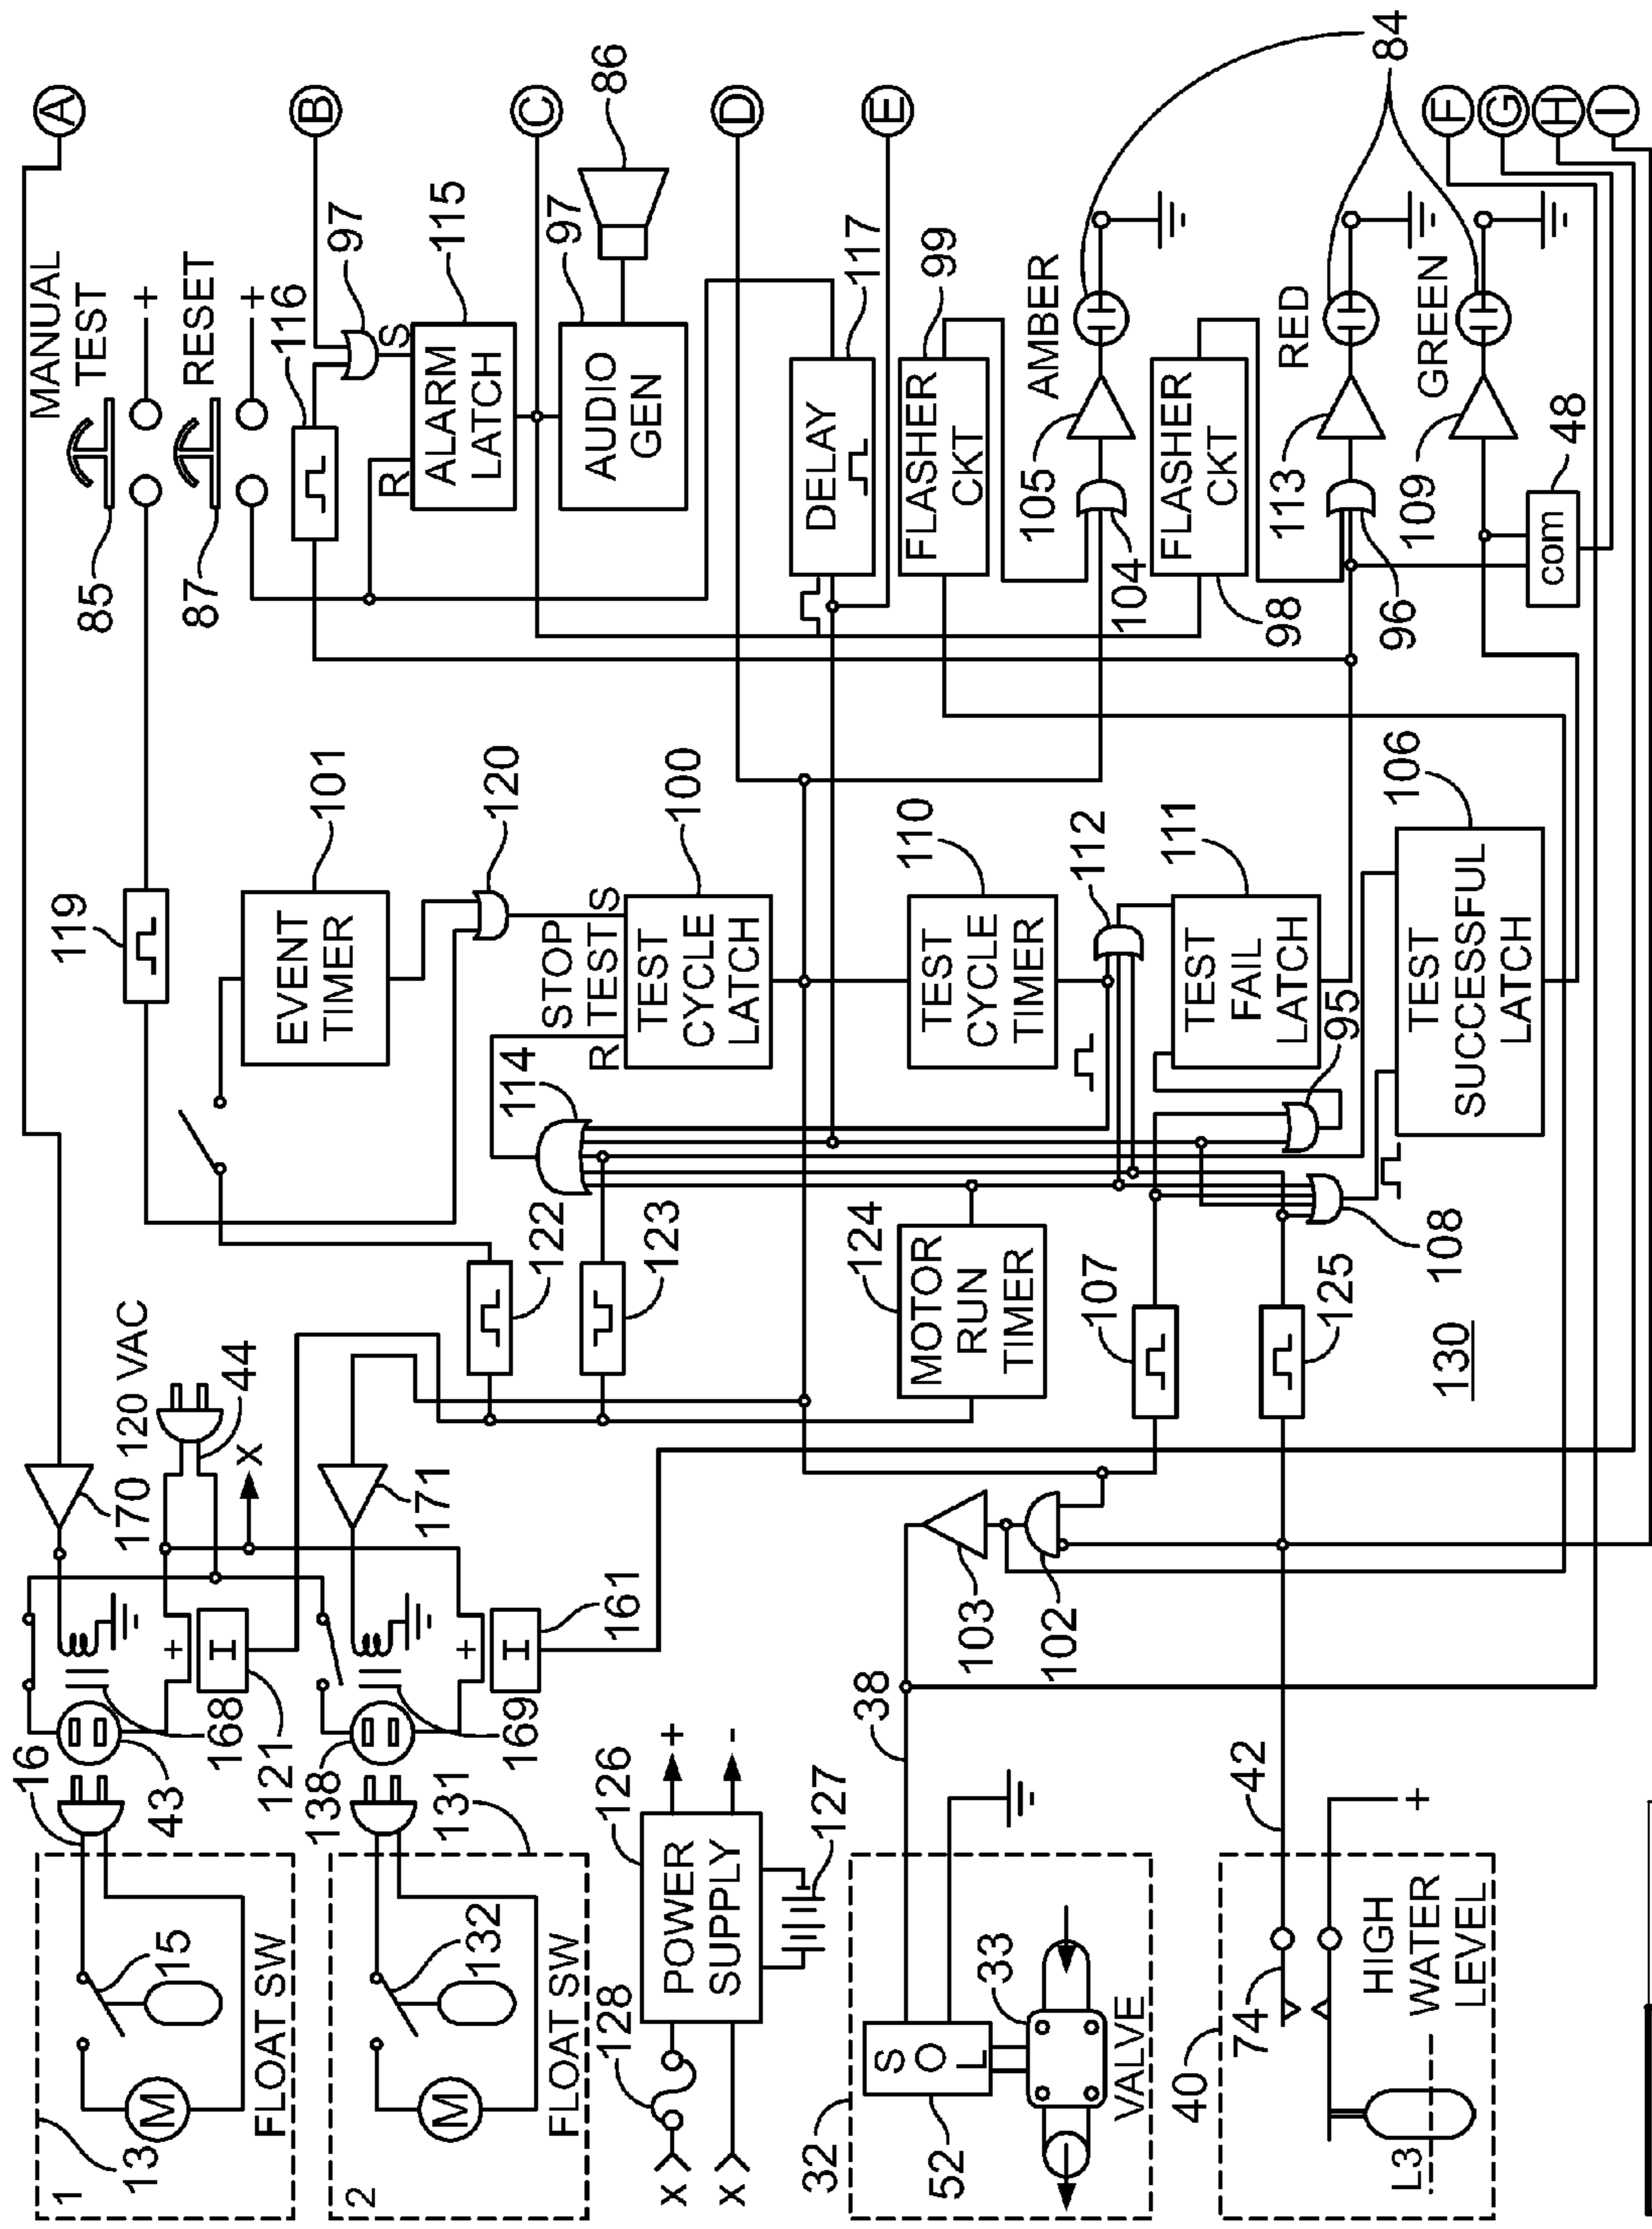 MANUAL
A
TEST
85
+
RESET
87
+
116
B
97
S
R
ALARM
LATCH
115
C
AUDIO
GEN
97
86
D
DELAY
117
E
FLASHER
CKT
99
AMBER
105
104
84
FLASHER
CKT
98
RED
113
96
GREEN
109
com
48
F
G
H
I
119
EVENT
TIMER
101
120
STOP
TEST
S
R
TEST
CYCLE
LATCH
100
114
TEST
CYCLE
TIMER
110
112
TEST
FAIL
LATCH
111
95
TEST
SUCCESSFUL
LATCH
106
108
122
123
MOTOR
RUN
TIMER
124
107
125
130
170
120 VAC
44
X
171
103
102
16
43
168
+
I
121
138
131
169
+
I
161
1
13
M
15
FLOAT SW
2
M
132
FLOAT SW
126
POWER
SUPPLY
+
-
127
128
X
X
38
32
S
O
L
52
33
VALVE
42
40
74
+
HIGH
WATER
LEVEL
L3